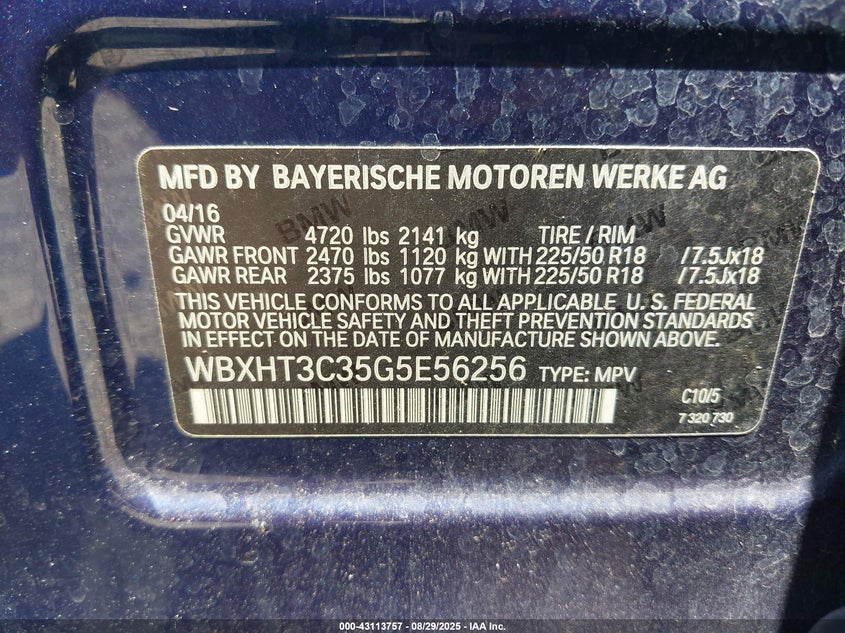 MFD BY BAYERISCHE MOTOREN WERKE AG
04/16
GVWR 4720 lbs 2141 kg TIRE / RIM
GAWR FRONT 2470 lbs 1120 kg WITH 225/50 R18 /7.5Jx18
GAWR REAR 2375 lbs 1077 kg WITH 225/50 R18 /7.5Jx18
THIS VEHICLE CONFORMS TO ALL APPLICABLE U. S. FEDERAL
MOTOR VEHICLE SAFETY AND THEFT PREVENTION STANDARDS
IN EFFECT ON THE DATE OF MANUFACTURE SHOWN ABOVE.
WBXHT3C35G5E56256 TYPE: MPV
C10/5
7 320 730
BMW
BMW
000-43113757 - 08/29/2025 - IAA Inc.